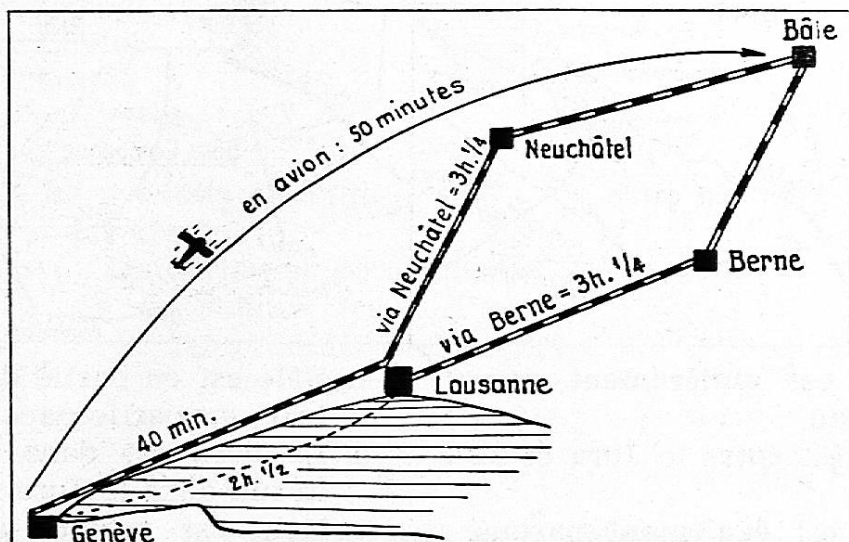 Bâle
en avion : 50 minutes
Neuchâtel
via Neuchâtel = 3h. 1/4
Berne
via Berne = 3h. 1/4
Lousanne
40 min.
2h. 1/2
Genève